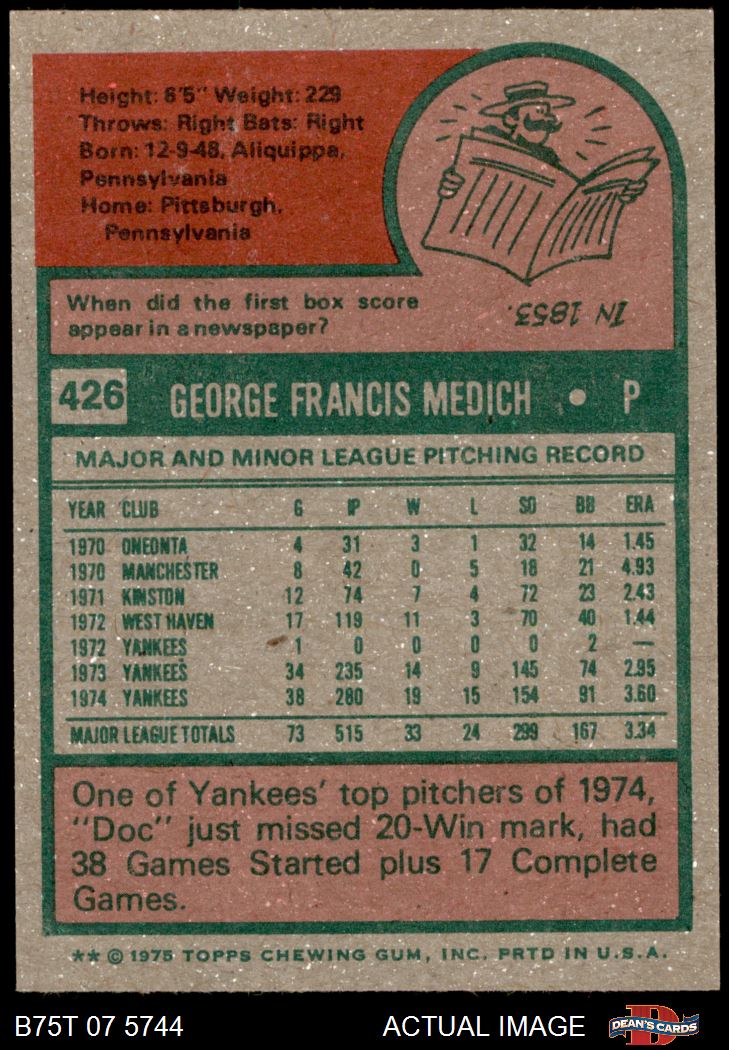 Height: 6'5" Weight: 229
Throws: Right Bats: Right
Born: 12-9-48, Aliquippa,
Pennsylvania
Home: Pittsburgh,
Pennsylvania
When did the first box score
appear in a newspaper?
IN 1853.
426 GEORGE FRANCIS MEDICH • P
MAJOR AND MINOR LEAGUE PITCHING RECORD
YEAR CLUB G IP W L SO BB ERA
1970 ONEONTA 4 31 3 1 32 14 1.45
1970 MANCHESTER 8 42 0 5 18 21 4.93
1971 KINSTON 12 74 7 4 72 23 2.43
1972 WEST HAVEN 17 119 11 3 70 40 1.44
1972 YANKEES 1 0 0 0 0 2 —
1973 YANKEES 34 235 14 9 145 74 2.95
1974 YANKEES 38 280 19 15 154 91 3.60
MAJOR LEAGUE TOTALS 73 515 33 24 299 167 3.34
One of Yankees' top pitchers of 1974,
"Doc" just missed 20-Win mark, had
38 Games Started plus 17 Complete
Games.
** © 1975 TOPPS CHEWING GUM, INC. PRTD IN U.S.A.
B75T 07 5744 ACTUAL IMAGE DEAN'S CARDS